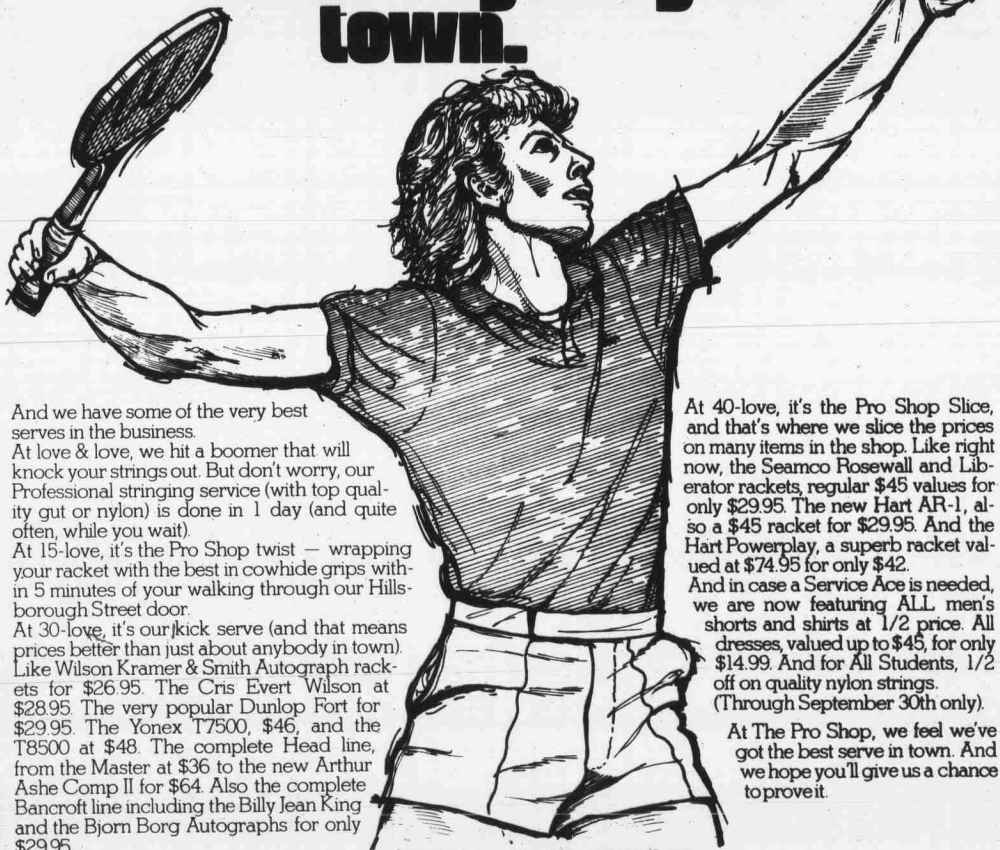 town.
And we have some of the very best
serves in the business.
At love & love, we hit a boomer that will
knock your strings out. But don't worry, our
Professional stringing service (with top qual-
ity gut or nylon) is done in 1 day (and quite
often, while you wait).
At 15-love, it's the Pro Shop twist — wrapping
your racket with the best in cowhide grips with-
in 5 minutes of your walking through our Hills-
borough Street door.
At 30-love, it's our kick serve (and that means
prices better than just about anybody in town).
Like Wilson Kramer & Smith Autograph rack-
ets for $26.95. The Cris Evert Wilson at
$28.95. The very popular Dunlop Fort for
$29.95. The Yonex T7500, $46, and the
T8500 at $48. The complete Head line,
from the Master at $36 to the new Arthur
Ashe Comp II for $64. Also the complete
Bancroft line including the Billy Jean King
and the Bjorn Borg Autographs for only
$29.95.
At 40-love, it's the Pro Shop Slice,
and that's where we slice the prices
on many items in the shop. Like right
now, the Seamco Rosewall and Lib-
erator rackets, regular $45 values for
only $29.95. The new Hart AR-1, al-
so a $45 racket for $29.95. And the
Hart Powerplay, a superb racket val-
ued at $74.95 for only $42.
And in case a Service Ace is needed,
we are now featuring ALL men's
shorts and shirts at 1/2 price. All
dresses, valued up to $45, for only
$14.99. And for All Students, 1/2
off on quality nylon strings.
(Through September 30th only).
At The Pro Shop, we feel we've
got the best serve in town. And
we hope you'll give us a chance
to prove it.